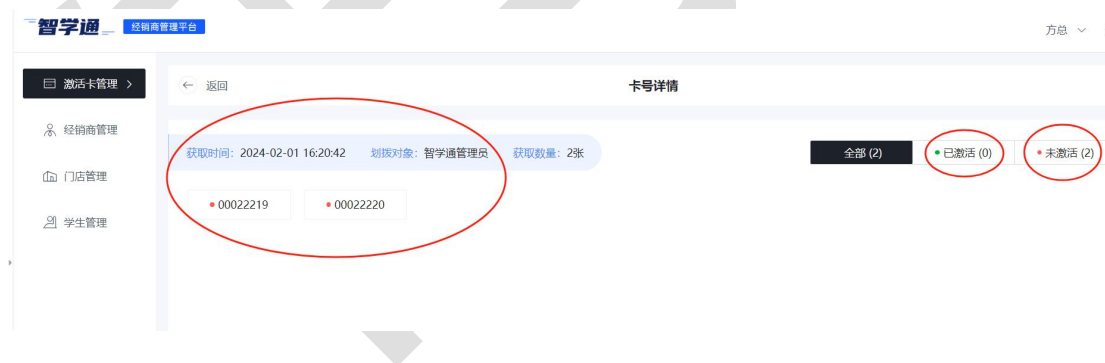 智学通 经销商管理平台 方总
激活卡管理 返回 卡号详情
经销商管理
获取时间：2024-02-01 16:20:42 划拨对象：智学通管理员 获取数量：2张 全部 (2) 已激活 (0) 未激活 (2)
门店管理
00022219 00022220
学生管理